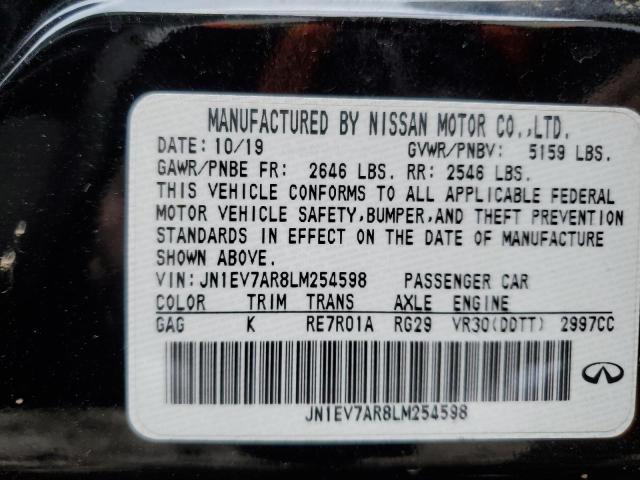 MANUFACTURED BY NISSAN MOTOR CO.,LTD.
DATE: 10/19 GVWR/PNBV: 5159 LBS.
GAWR/PNBE FR: 2646 LBS. RR: 2546 LBS.
THIS VEHICLE CONFORMS TO ALL APPLICABLE FEDERAL
MOTOR VEHICLE SAFETY,BUMPER,AND THEFT PREVENTION
STANDARDS IN EFFECT ON THE DATE OF MANUFACTURE
SHOWN ABOVE.
VIN: JN1EV7AR8LM254598 PASSENGER CAR
COLOR TRIM TRANS AXLE ENGINE
GAG K RE7R01A RG29 VR30(DDTT) 2997CC
JN1EV7AR8LM254598